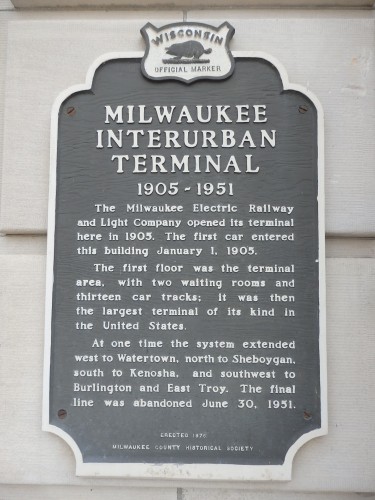 WISCONSIN
OFFICIAL MARKER
MILWAUKEE
INTERURBAN
TERMINAL
1905 - 1951
The Milwaukee Electric Railway
and Light Company opened its terminal
here in 1905. The first car entered
this building January 1, 1905.
The first floor was the terminal
area, with two waiting rooms and
thirteen car tracks; it was then
the largest terminal of its kind in
the United States.
At one time the system extended
west to Watertown, north to Sheboygan,
south to Kenosha, and southwest to
Burlington and East Troy. The final
line was abandoned June 30, 1951.
ERECTED
MILWAUKEE COUNTY HISTORICAL SOCIETY